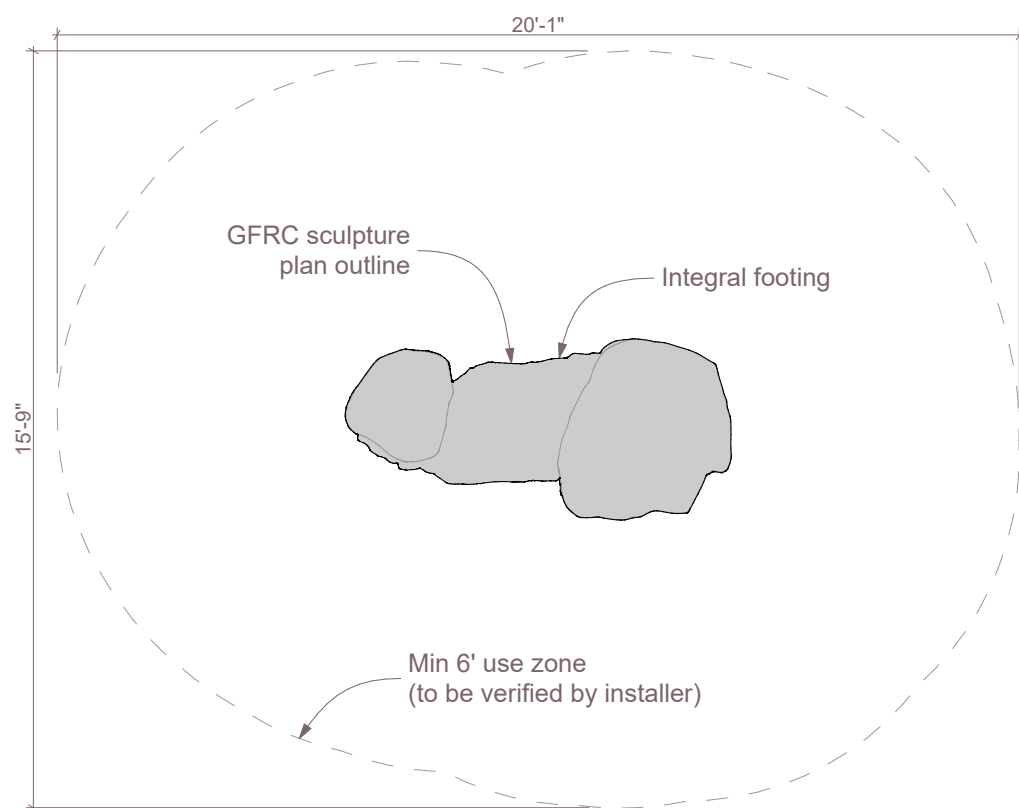 20'-1"
GFRC sculpture
plan outline
Integral footing
15'-9"
Min 6' use zone
(to be verified by installer)